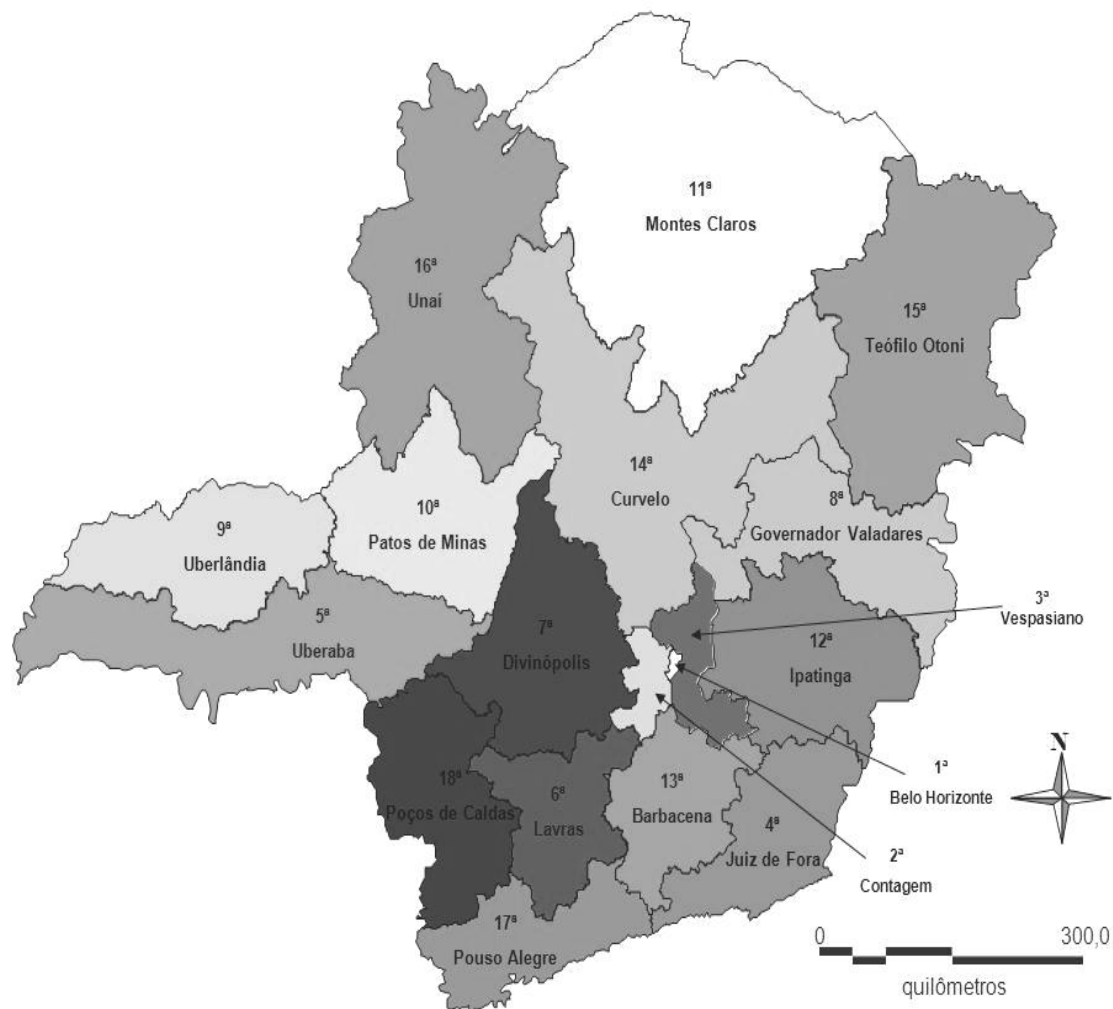 11ª
Montes Claros
16ª
Unaí
15ª
Teófilo Otoni
14ª
Curvelo
8ª
Governador Valadares
10ª
Patos de Minas
9ª
Uberlândia
3ª
Vespasiano
5ª
Uberaba
7ª
Divinópolis
12ª
Ipatinga
1ª
Belo Horizonte
N
18ª
Poços de Caldas
6ª
Lavras
13ª
Barbacena
4ª
Juiz de Fora
2ª
Contagem
17ª
Pouso Alegre
0 300,0
quilômetros